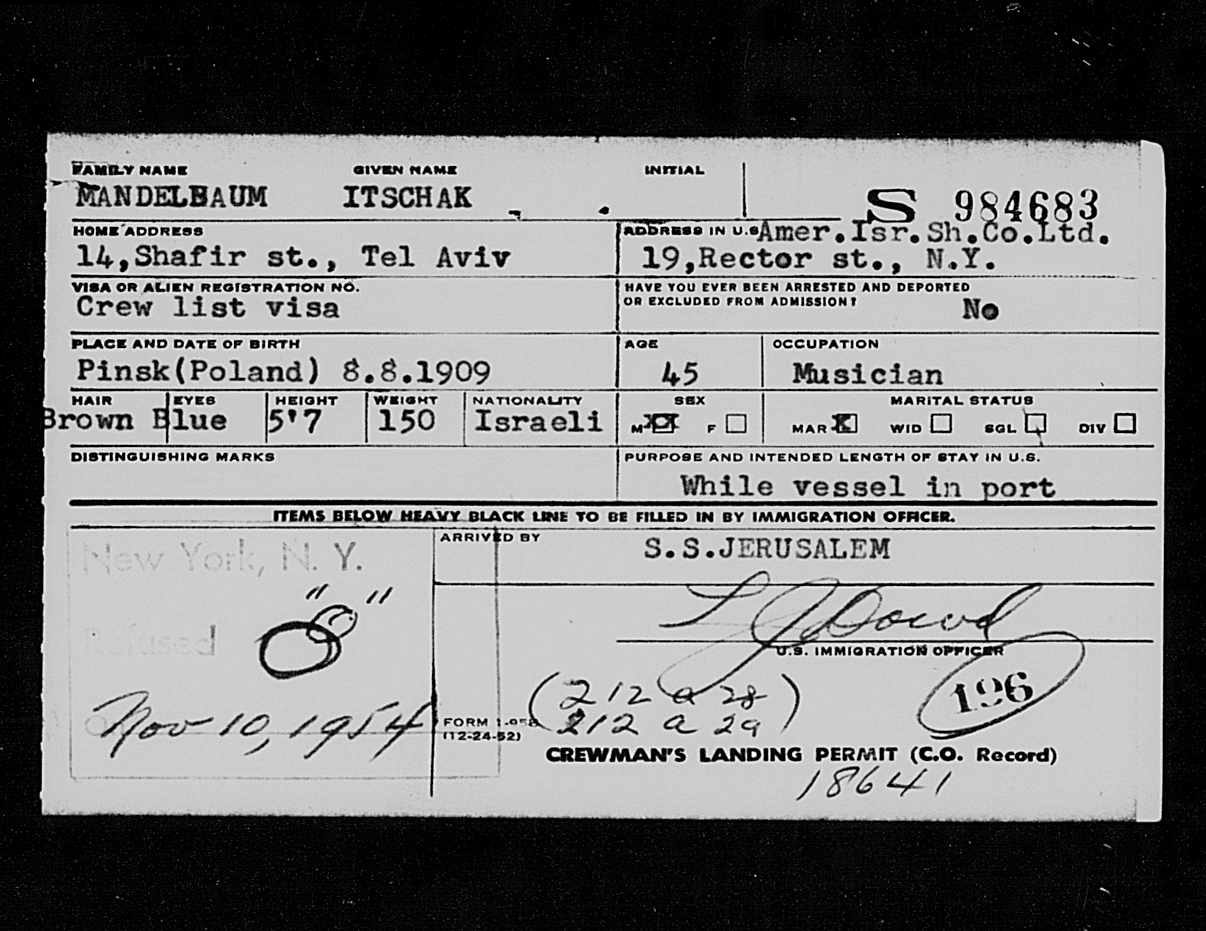 FAMILY NAME GIVEN NAME INITIAL
MANDELBAUM ITSCHAK
S 984683
HOME ADDRESS
14,Shafir st., Tel Aviv
ADDRESS IN U.S. Amer.Isr.Sh.Co.Ltd.
19,Rector st., N.Y.
VISA OR ALIEN REGISTRATION NO.
Crew list visa
HAVE YOU EVER BEEN ARRESTED AND DEPORTED
OR EXCLUDED FROM ADMISSION? No
PLACE AND DATE OF BIRTH
Pinsk(Poland) 8.8.1909
AGE
45
OCCUPATION
Musician
HAIR EYES HEIGHT WEIGHT NATIONALITY
Brown Blue 5'7 150 Israeli
SEX
M X F
MARITAL STATUS
MAR X WID SGL DIV
DISTINGUISHING MARKS
PURPOSE AND INTENDED LENGTH OF STAY IN U.S.
While vessel in port
ITEMS BELOW HEAVY BLACK LINE TO BE FILLED IN BY IMMIGRATION OFFICER.
New York, N. Y.
Refused
Nov 10, 1954
ARRIVED BY
S.S.JERUSALEM
U.S. IMMIGRATION OFFICER
(212 a 28)
212 a 29
196
FORM I-95B
(12-24-52)
CREWMAN'S LANDING PERMIT (C.O. Record)
18641